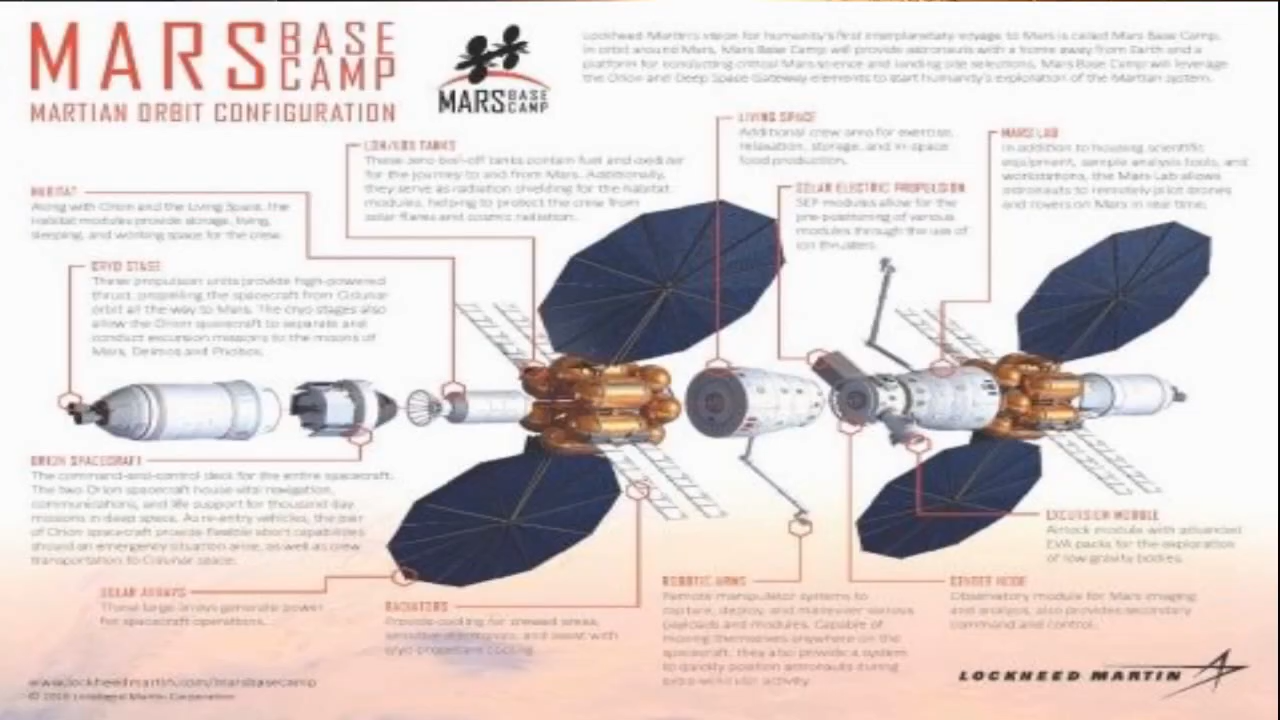 MARS BASE CAMP
MARTIAN ORBIT CONFIGURATION
MARS BASE CAMP
Lockheed Martin's vision for humanity's first interplanetary voyage to Mars is called Mars Base Camp.
In orbit around Mars, Mars Base Camp will provide astronauts with a home away from Earth and a
platform for conducting critical Mars science and landing site selections. Mars Base Camp will leverage
the Orion and Deep Space Gateway elements to start humanity's exploration of the Martian system.
LIVING SPACE
Additional crew area for exercise,
relaxation, storage, and in-space
food production.
MARS LAB
In addition to housing scientific
equipment, sample analysis tools, and
workstations, the Mars Lab allows
astronauts to remotely pilot drones
and rovers on Mars in real time.
LOH/LOX TANKS
These zero-boil-off tanks contain fuel and oxidizer
for the journey to and from Mars. Additionally,
they serve as radiation shielding for the habitat
modules, helping to protect the crew from
solar flares and cosmic radiation.
SOLAR ELECTRIC PROPULSION
SEP modules allow for the
pre-positioning of various
modules through the use of
ion thrusters.
HABITAT
Along with Orion and the Living Space, the
habitat modules provide storage, living,
sleeping, and working space for the crew.
CRYO STAGE
These propulsion units provide high-powered
thrust, propelling the spacecraft from Cislunar
orbit all the way to Mars. The cryo stages also
allow the Orion spacecraft to separate and
conduct excursion missions to the moons of
Mars, Deimos and Phobos.
ORION SPACECRAFT
The command-and-control deck for the entire spacecraft.
The two Orion spacecraft house vital navigation,
communications, and life support for thousand day
missions in deep space. As re-entry vehicles, the pair
of Orion spacecraft provide flexible abort capabilities
should an emergency situation arise, as well as crew
transportation to Cislunar space.
SOLAR ARRAYS
These large arrays generate power
for spacecraft operations.
RADIATORS
Provide cooling for crewed areas,
sensitive electronics, and assist with
cryo-propellant cooling.
ROBOTIC ARMS
Remote manipulator systems to
capture, deploy, and maneuver various
payloads and modules. Capable of
moving themselves anywhere on the
spacecraft, they also provide a system
to quickly position astronauts during
extravehicular activity.
EXCURSION MODULE
Airlock module with advanced
EVA packs for the exploration
of low gravity bodies.
CENTER NODE
Observatory module for Mars imaging
and analysis, also provides secondary
command and control.
www.lockheedmartin.com/marsbasecamp
Lockheed Martin Corporation
LOCKHEED MARTIN